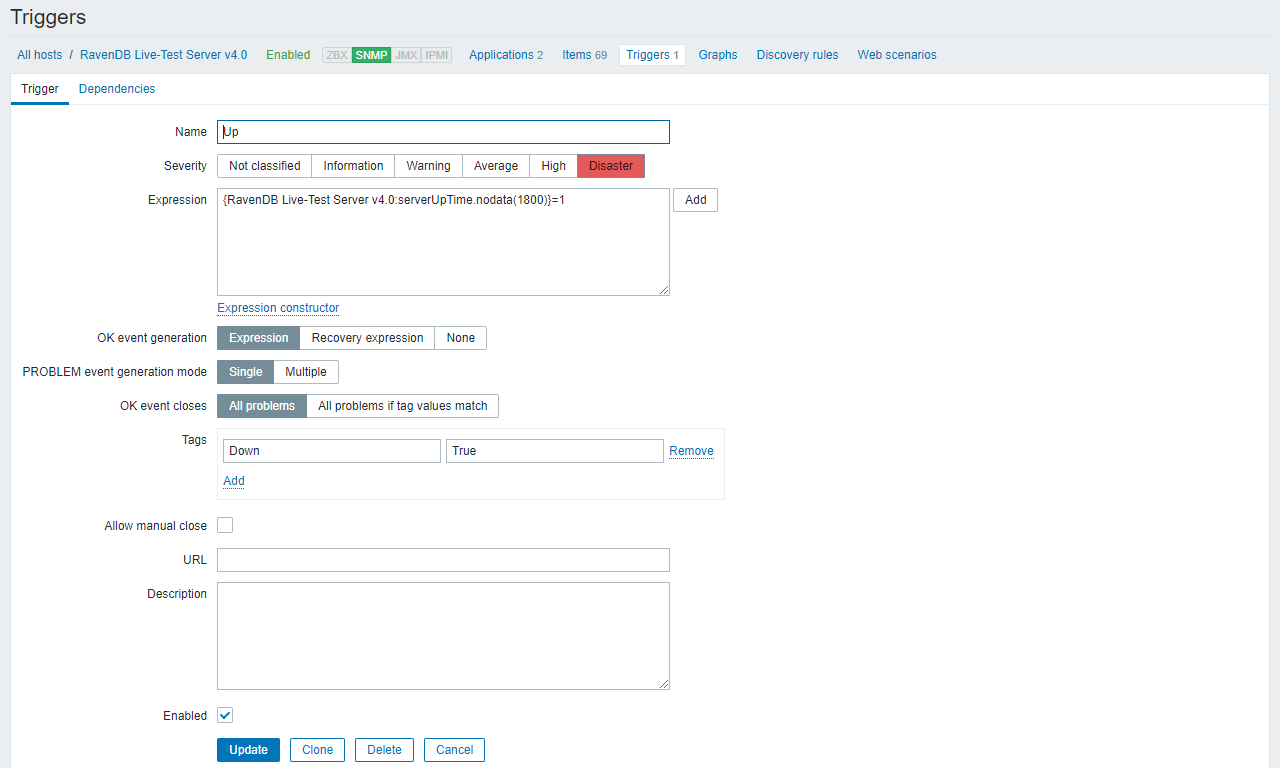 Triggers
All hosts / RavenDB Live-Test Server v4.0 Enabled ZBX SNMP JMX IPMI Applications 2 Items 69 Triggers 1 Graphs Discovery rules Web scenarios
Trigger Dependencies
Name Up
Severity Not classified Information Warning Average High Disaster
Expression {RavenDB Live-Test Server v4.0:serverUpTime.nodata(1800)}=1 Add
Expression constructor
OK event generation Expression Recovery expression None
PROBLEM event generation mode Single Multiple
OK event closes All problems All problems if tag values match
Tags Down True Remove
Add
Allow manual close
URL
Description
Enabled
Update Clone Delete Cancel